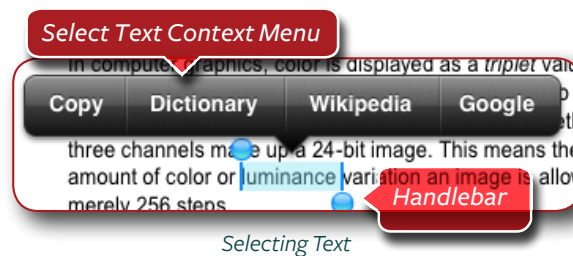 Select Text Context Menu
In computer graphics, color is displayed as a triplet
Copy Dictionary Wikipedia Google
three channels made up a 24-bit image. This means the
amount of color or luminance variation an image is allow
merely 256 steps
Handlebar
Selecting Text